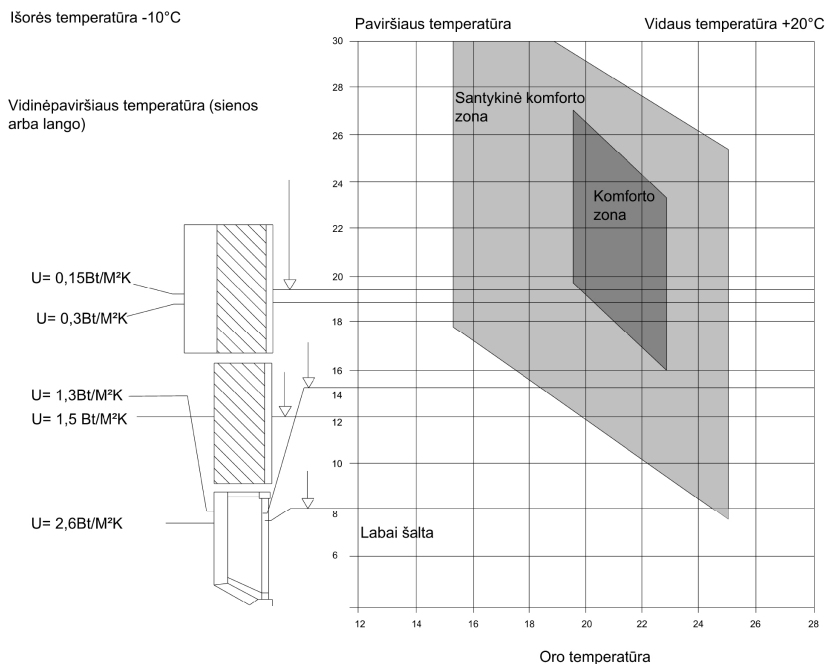 Išorės temperatūra -10°C
Paviršiaus temperatūra
Vidaus temperatūra +20°C
Vidinėpaviršiaus temperatūra (sienos
arba lango)
30
28
26
24
22
20
18
16
14
12
10
8
6
Santykinė komforto
zona
Komforto
zona
U= 0,15Bt/M²K
U= 0,3Bt/M²K
U= 1,3Bt/M²K
U= 1,5 Bt/M²K
U= 2,6Bt/M²K
Labai šalta
12 14 16 18 20 22 24 26 28
Oro temperatūra